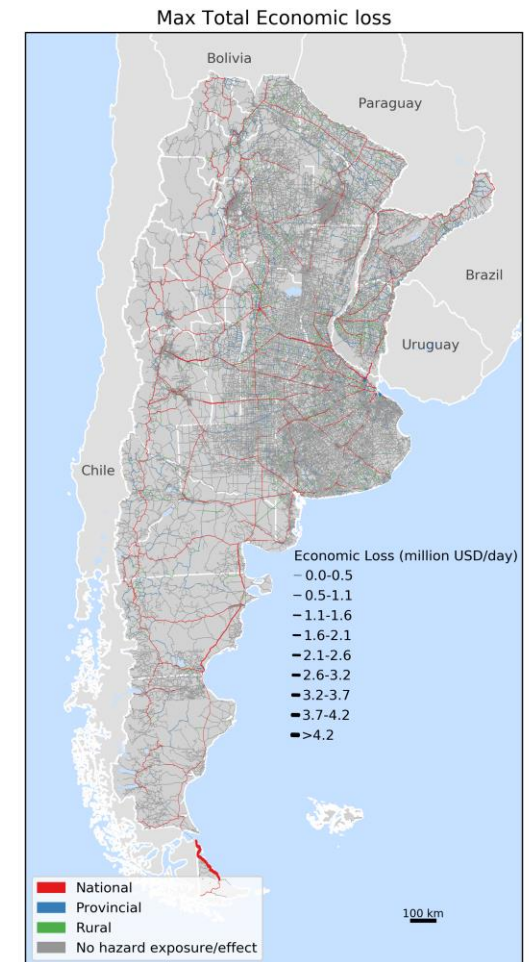 Max Total Economic loss
Bolivia
Paraguay
Brazil
Uruguay
Chile
Economic Loss (million USD/day)
0.0-0.5
0.5-1.1
1.1-1.6
1.6-2.1
2.1-2.6
2.6-3.2
3.2-3.7
3.7-4.2
>4.2
National
Provincial
Rural
No hazard exposure/effect
100 km